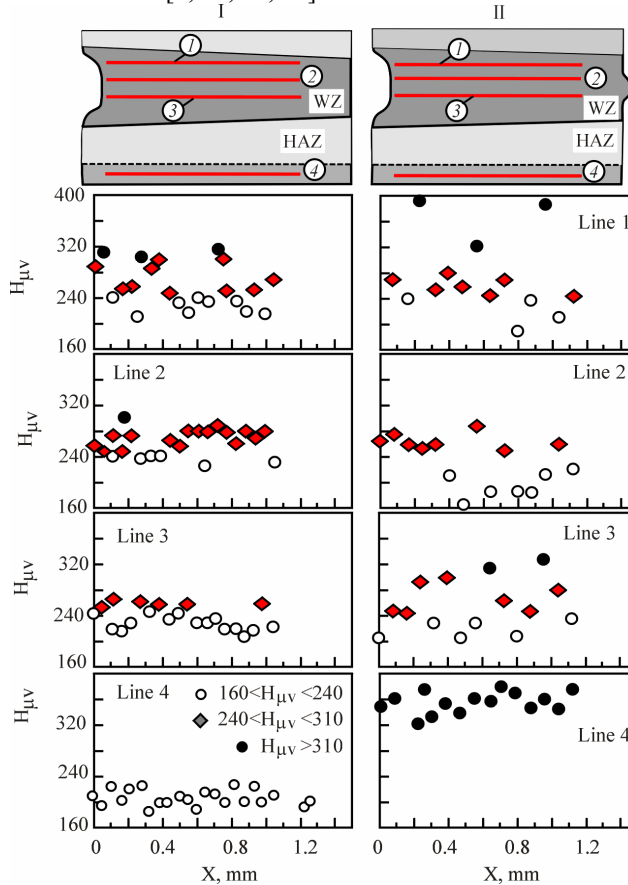 I
II
1
2
3
WZ
HAZ
4
1
2
3
WZ
HAZ
4
400
320
240
160
Hμv
Line 1
Line 2
320
240
160
Hμv
Line 2
Line 3
320
240
160
Hμv
Line 3
Line 4
160<Hμv<240
240<Hμv<310
Hμv>310
320
240
160
Hμv
Line 4
0 0.4 0.8 1.2
X, mm
0 0.4 0.8 1.2
X, mm